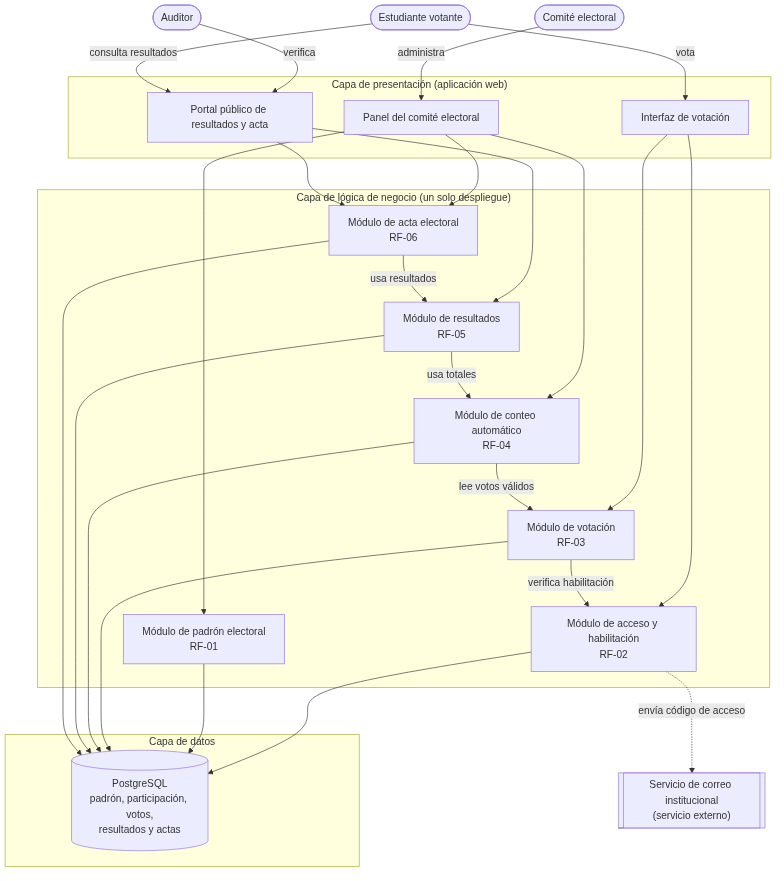 Auditor
Estudiante votante
Comité electoral
consulta resultados
verifica
administra
vota
Capa de presentación (aplicación web)
Portal público de
resultados y acta
Panel del comité electoral
Interfaz de votación
Capa de lógica de negocio (un solo despliegue)
Módulo de acta electoral
RF-06
usa resultados
Módulo de resultados
RF-05
usa totales
Módulo de conteo
automático
RF-04
lee votos válidos
Módulo de votación
RF-03
verifica habilitación
Módulo de padrón electoral
RF-01
Módulo de acceso y
habilitación
RF-02
envía código de acceso
Capa de datos
PostgreSQL
padrón, participación,
votos,
resultados y actas
Servicio de correo
institucional
(servicio externo)